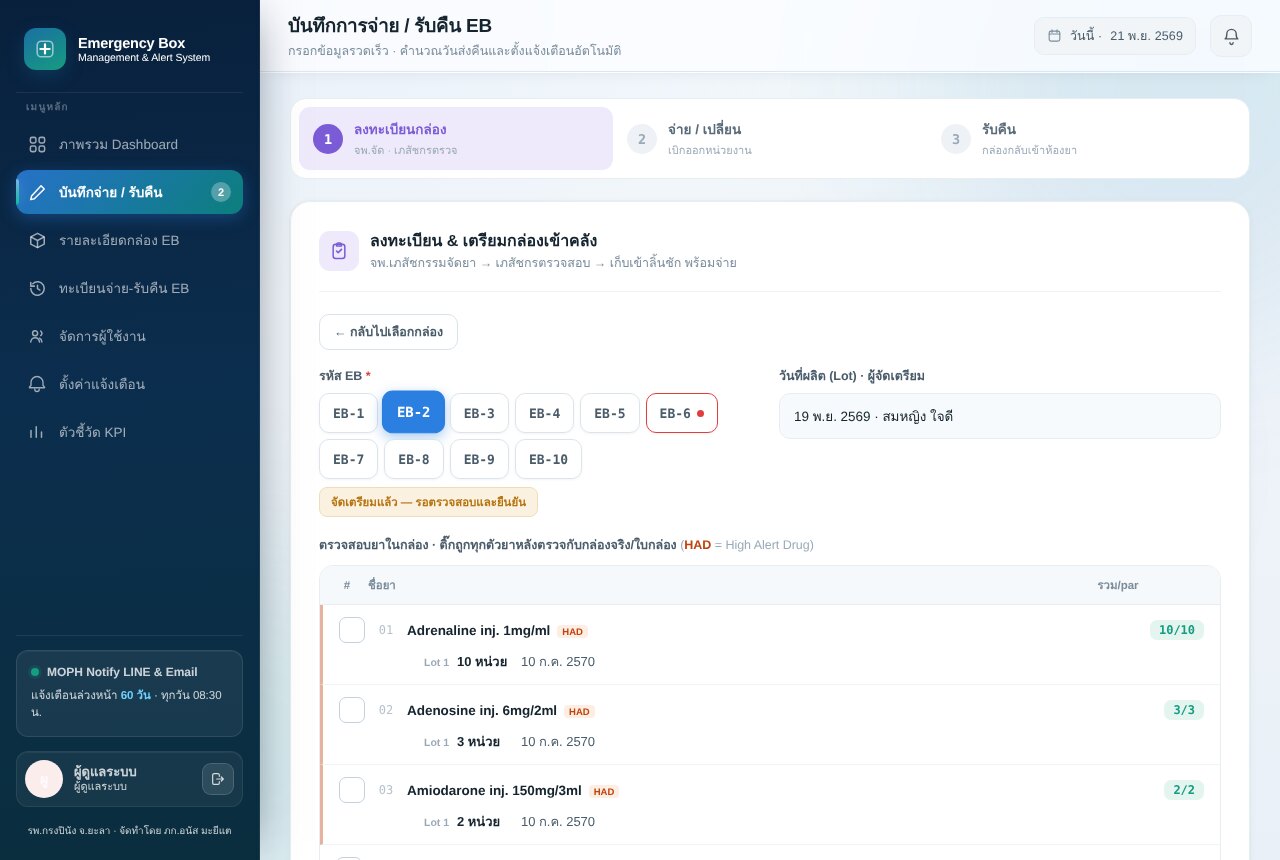 Emergency Box
Management & Alert System
เมนูหลัก
ภาพรวม Dashboard
บันทึกจ่าย / รับคืน 2
รายละเอียดกล่อง EB
ทะเบียนจ่าย-รับคืน EB
จัดการผู้ใช้งาน
ตั้งค่าแจ้งเตือน
ตัวชี้วัด KPI
MOPH Notify LINE & Email
แจ้งเตือนล่วงหน้า 60 วัน · ทุกวัน 08:30
น.
ผู้ดูแลระบบ
ผู้ดูแลระบบ
รพ.กรงปินัง จ.ยะลา · จัดทำโดย ภก.อนัส มะยีแต
บันทึกการจ่าย / รับคืน EB
กรอกข้อมูลรวดเร็ว · คำนวณวันส่งคืนและตั้งแจ้งเตือนอัตโนมัติ
วันนี้ · 21 พ.ย. 2569
1 ลงทะเบียนกล่อง
จพ.จัด · เภสัชกรตรวจ
2 จ่าย / เปลี่ยน
เบิกออกหน่วยงาน
3 รับคืน
กล่องกลับเข้าห้องยา
ลงทะเบียน & เตรียมกล่องเข้าคลัง
จพ.เภสัชกรรมจัดยา → เภสัชกรตรวจสอบ → เก็บเข้าลิ้นชัก พร้อมจ่าย
← กลับไปเลือกกล่อง
รหัส EB *
EB-1 EB-2 EB-3 EB-4 EB-5 EB-6
EB-7 EB-8 EB-9 EB-10
จัดเตรียมแล้ว — รอตรวจสอบและยืนยัน
วันที่ผลิต (Lot) · ผู้จัดเตรียม
19 พ.ย. 2569 · สมหญิง ใจดี
ตรวจสอบยาในกล่อง · ติ๊กถูกทุกตัวยาหลังตรวจกับกล่องจริง/ใบกล่อง (HAD = High Alert Drug)
# ชื่อยา รวม/par
01 Adrenaline inj. 1mg/ml HAD 10/10
Lot 1 10 หน่วย 10 ก.ค. 2570
02 Adenosine inj. 6mg/2ml HAD 3/3
Lot 1 3 หน่วย 10 ก.ค. 2570
03 Amiodarone inj. 150mg/3ml HAD 2/2
Lot 1 2 หน่วย 10 ก.ค. 2570